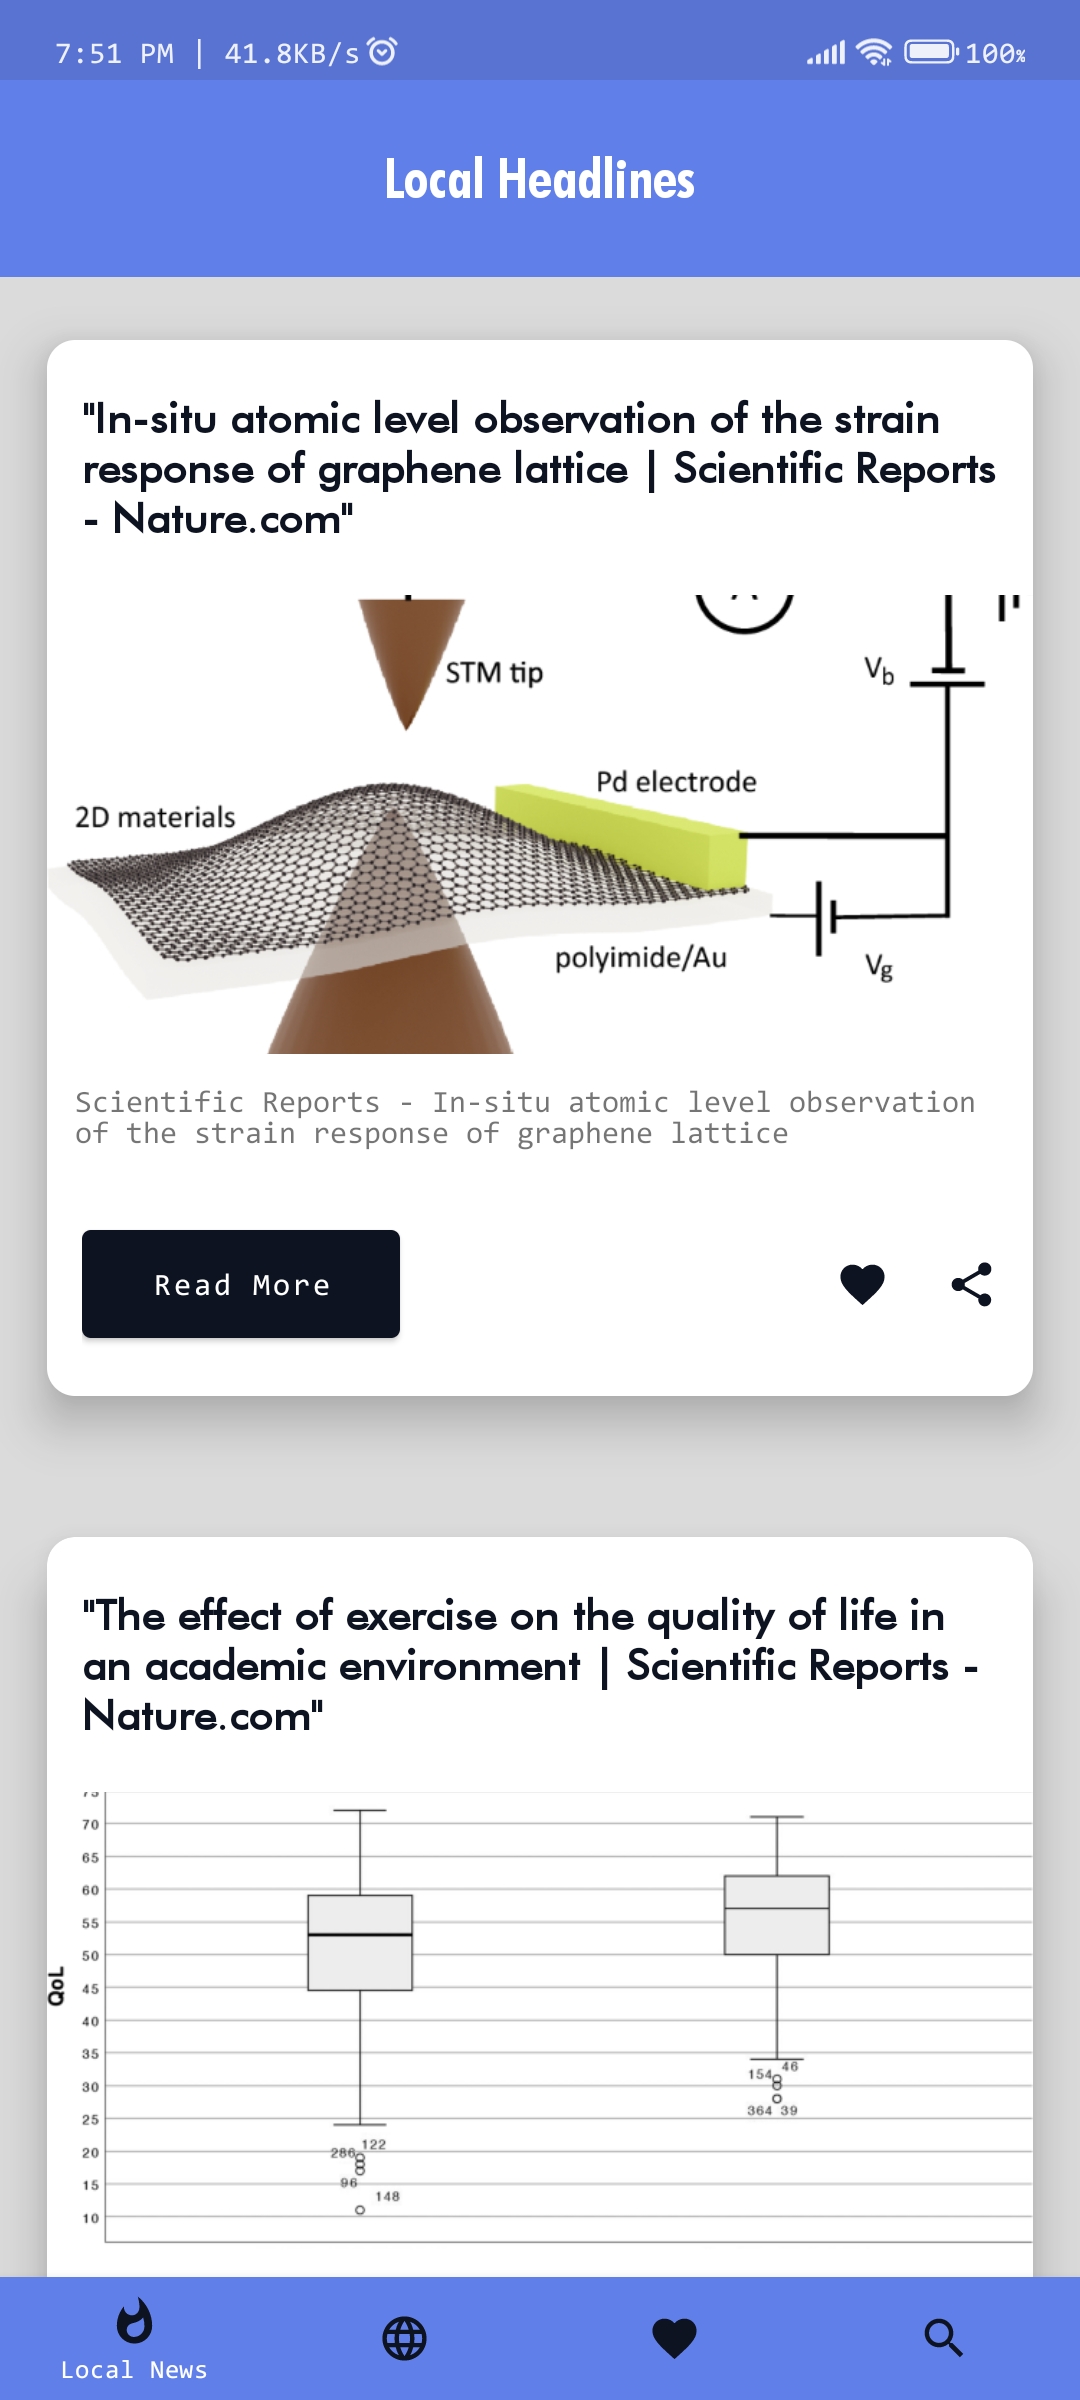 7:51 PM | 41.8KB/s
100%
Local Headlines
"In-situ atomic level observation of the strain
response of graphene lattice | Scientific Reports
- Nature.com"
STM tip
Vb
Pd electrode
2D materials
polyimide/Au
Vg
Scientific Reports - In-situ atomic level observation
of the strain response of graphene lattice
Read More
"The effect of exercise on the quality of life in
an academic environment | Scientific Reports -
Nature.com"
75
70
65
60
55
50
QoL
45
40
35
30
25
20
15
10
46
154
364 39
122
286
96
148
Local News